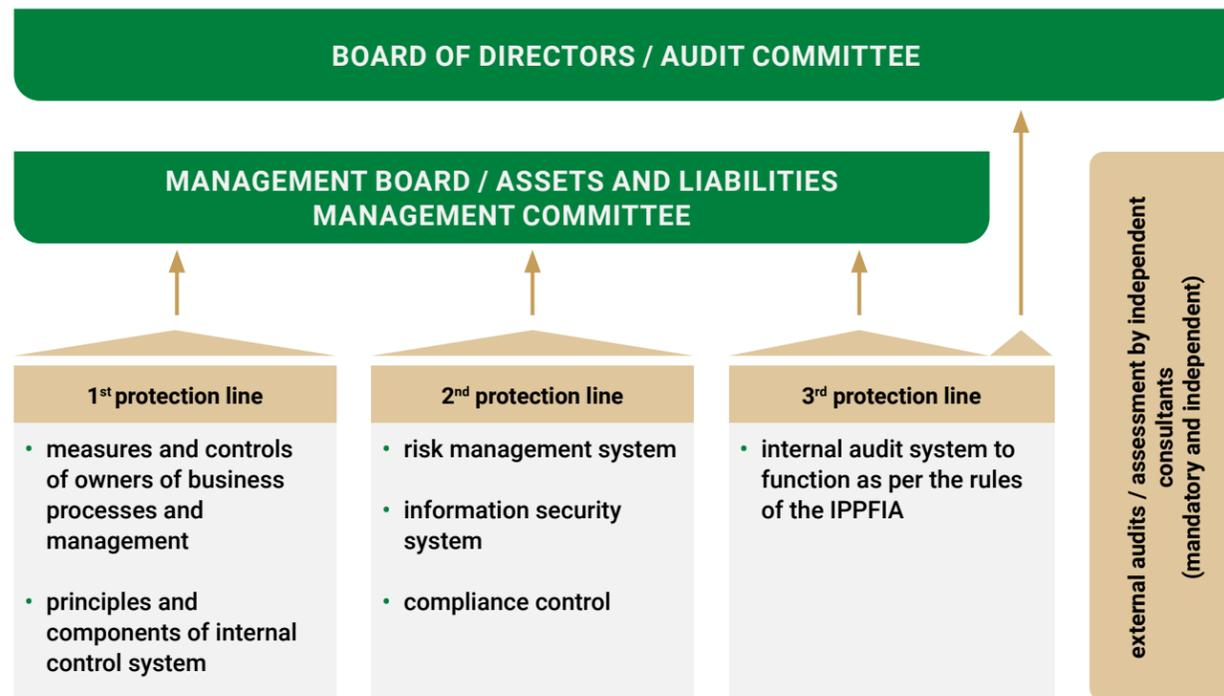 BOARD OF DIRECTORS / AUDIT COMMITTEE
MANAGEMENT BOARD / ASSETS AND LIABILITIES
MANAGEMENT COMMITTEE
1st protection line
• measures and controls
of owners of business
processes and
management
• principles and
components of internal
control system
2nd protection line
• risk management system
• information security
system
• compliance control
3rd protection line
• internal audit system to
function as per the rules
of the IPPFIA
external audits / assessment by independent
consultants
(mandatory and independent)